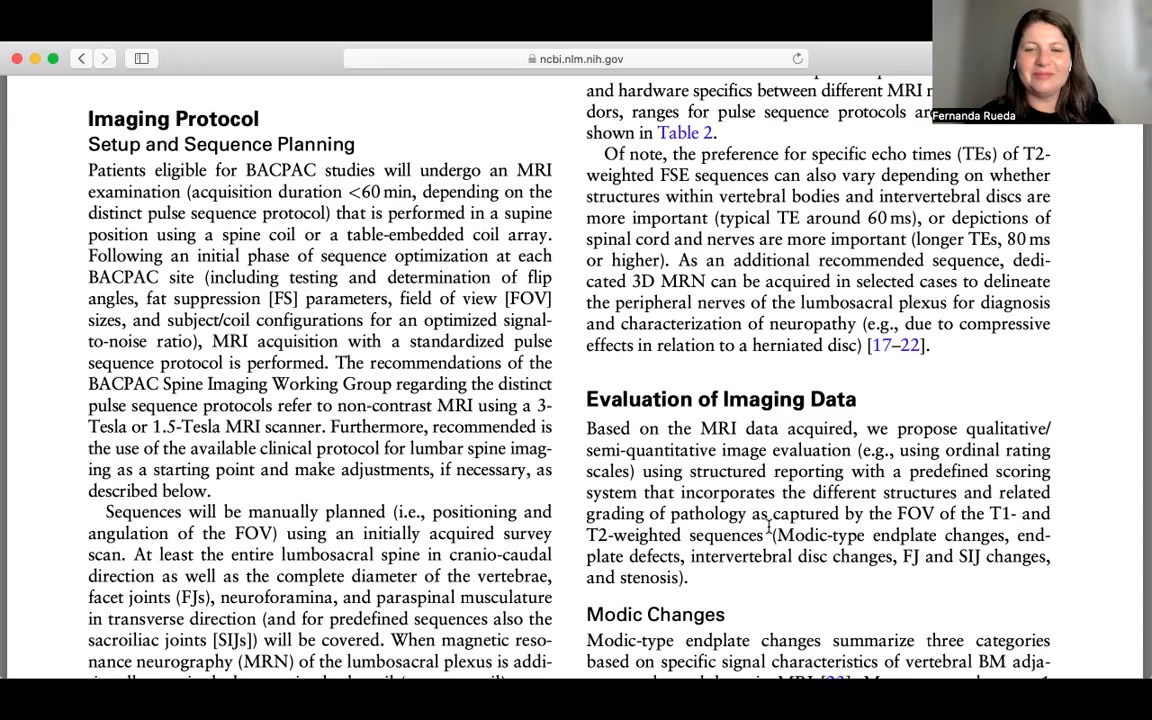 ncbi.nlm.nih.gov
Fernanda Rueda
Imaging Protocol
Setup and Sequence Planning
Patients eligible for BACPAC studies will undergo an MRI
examination (acquisition duration <60 min, depending on the
distinct pulse sequence protocol) that is performed in a supine
position using a spine coil or a table-embedded coil array.
Following an initial phase of sequence optimization at each
BACPAC site (including testing and determination of flip
angles, fat suppression [FS] parameters, field of view [FOV]
sizes, and subject/coil configurations for an optimized signal-
to-noise ratio), MRI acquisition with a standardized pulse
sequence protocol is performed. The recommendations of the
BACPAC Spine Imaging Working Group regarding the distinct
pulse sequence protocols refer to non-contrast MRI using a 3-
Tesla or 1.5-Tesla MRI scanner. Furthermore, recommended is
the use of the available clinical protocol for lumbar spine imag-
ing as a starting point and make adjustments, if necessary, as
described below.
Sequences will be manually planned (i.e., positioning and
angulation of the FOV) using an initially acquired survey
scan. At least the entire lumbosacral spine in cranio-caudal
direction as well as the complete diameter of the vertebrae,
facet joints (FJs), neuroforamina, and paraspinal musculature
in transverse direction (and for predefined sequences also the
sacroiliac joints [SIJs]) will be covered. When magnetic reso-
nance neurography (MRN) of the lumbosacral plexus is addi-
and hardware specifics between different MRI
dors, ranges for pulse sequence protocols
shown in Table 2.
Of note, the preference for specific echo times (TEs) of T2-
weighted FSE sequences can also vary depending on whether
structures within vertebral bodies and intervertebral discs are
more important (typical TE around 60 ms), or depictions of
spinal cord and nerves are more important (longer TEs, 80 ms
or higher). As an additional recommended sequence, dedi-
cated 3D MRN can be acquired in selected cases to delineate
the peripheral nerves of the lumbosacral plexus for diagnosis
and characterization of neuropathy (e.g., due to compressive
effects in relation to a herniated disc) [17–22].
Evaluation of Imaging Data
Based on the MRI data acquired, we propose qualitative/
semi-quantitative image evaluation (e.g., using ordinal rating
scales) using structured reporting with a predefined scoring
system that incorporates the different structures and related
grading of pathology as captured by the FOV of the T1- and
T2-weighted sequences (Modic-type endplate changes, end-
plate defects, intervertebral disc changes, FJ and SIJ changes,
and stenosis).
Modic Changes
Modic-type endplate changes summarize three categories
based on specific signal characteristics of vertebral BM adja-